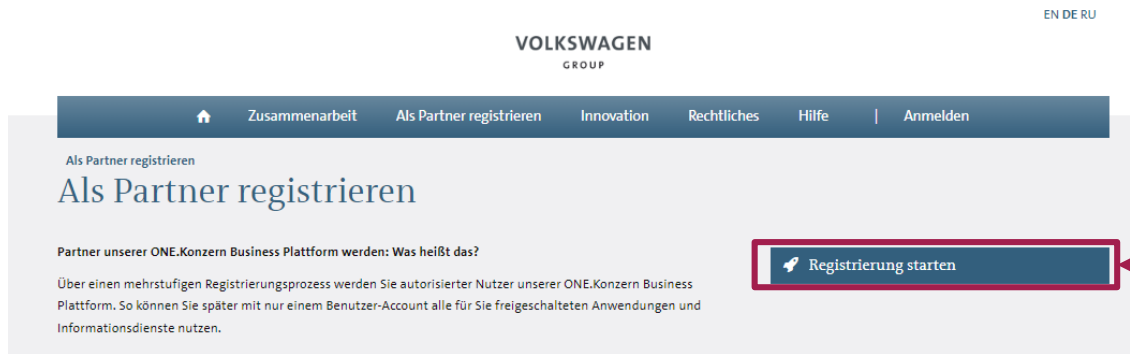 EN DE RU
VOLKSWAGEN
GROUP
Zusammenarbeit Als Partner registrieren Innovation Rechtliches Hilfe | Anmelden
Als Partner registrieren
Als Partner registrieren
Partner unserer ONE.Konzern Business Plattform werden: Was heißt das?
Registrierung starten
Über einen mehrstufigen Registrierungsprozess werden Sie autorisierter Nutzer unserer ONE.Konzern Business
Plattform. So können Sie später mit nur einem Benutzer-Account alle für Sie freigeschalteten Anwendungen und
Informationsdienste nutzen.